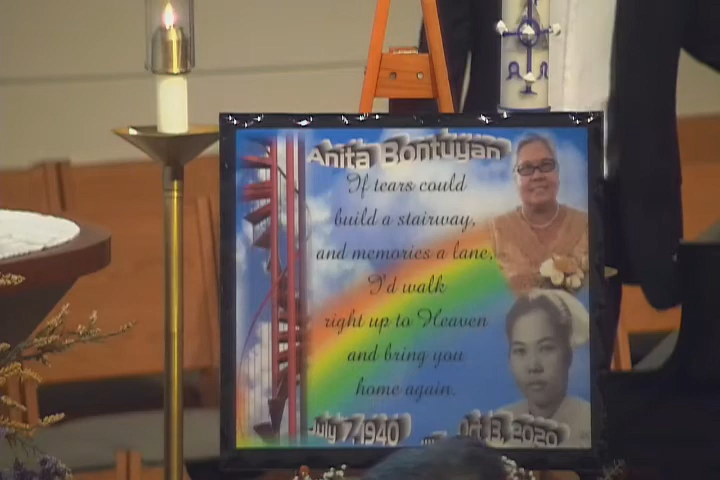 Anita Bontuyan
If tears could
build a stairway,
and memories a lane,
I'd walk
right up to Heaven
and bring you
home again.
July 7, 1940 Oct 13, 2020